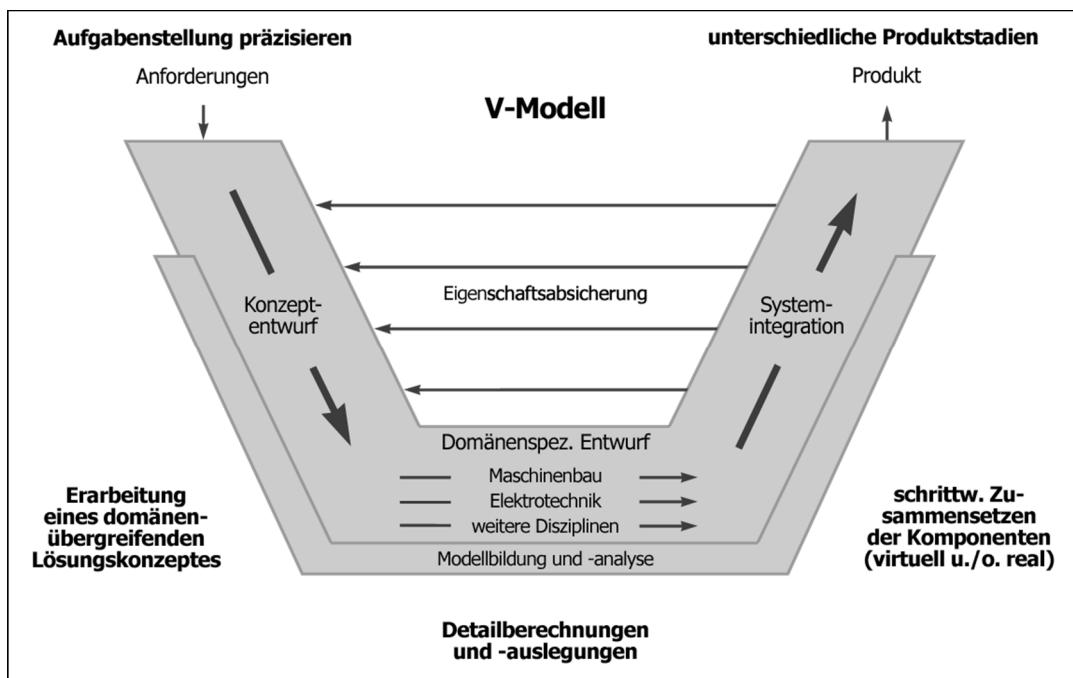 Aufgabenstellung präzisieren
unterschiedliche Produktstadien
Anforderungen
Produkt
V-Modell
Eigenschaftsabsicherung
Konzept-
entwurf
System-
integration
Domänenspez. Entwurf
Maschinenbau
Elektrotechnik
weitere Disziplinen
Modellbildung und -analyse
Erarbeitung
eines domänen-
übergreifenden
Lösungskonzeptes
schrittw. Zu-
sammensetzen
der Komponenten
(virtuell u./o. real)
Detailberechnungen
und -auslegungen